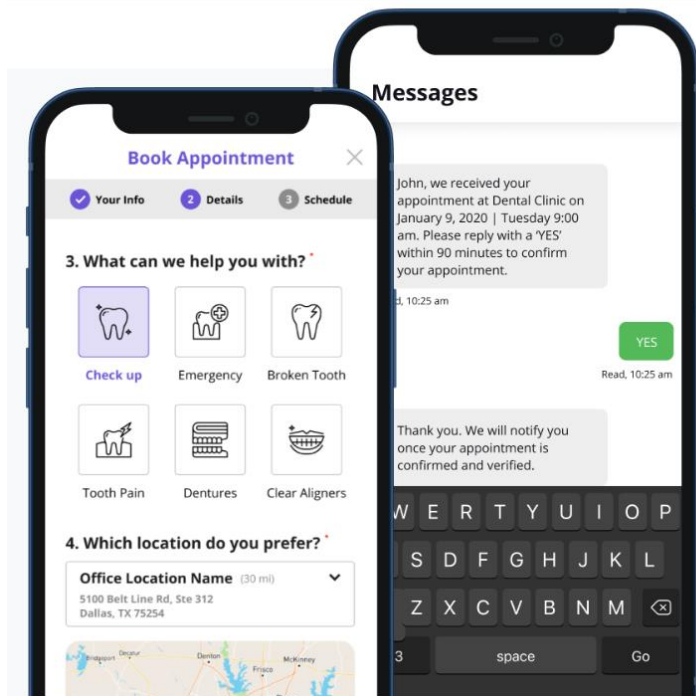 Book Appointment
Your Info
2 Details
3 Schedule
3. What can we help you with? *
Check up
Emergency
Broken Tooth
Tooth Pain
Dentures
Clear Aligners
4. Which location do you prefer? *
Office Location Name (30 mi)
5100 Belt Line Rd, Ste 312
Dallas, TX 75254
Bridgeport
Decatur
Denton
Frisco
McKinney
Messages
John, we received your
appointment at Dental Clinic on
January 9, 2020 | Tuesday 9:00
am. Please reply with a 'YES'
within 90 minutes to confirm
your appointment.
d, 10:25 am
YES
Read, 10:25 am
Thank you. We will notify you
once your appointment is
confirmed and verified.
W E R T Y U I O P
S D F G H J K L
Z X C V B N M
3 space Go